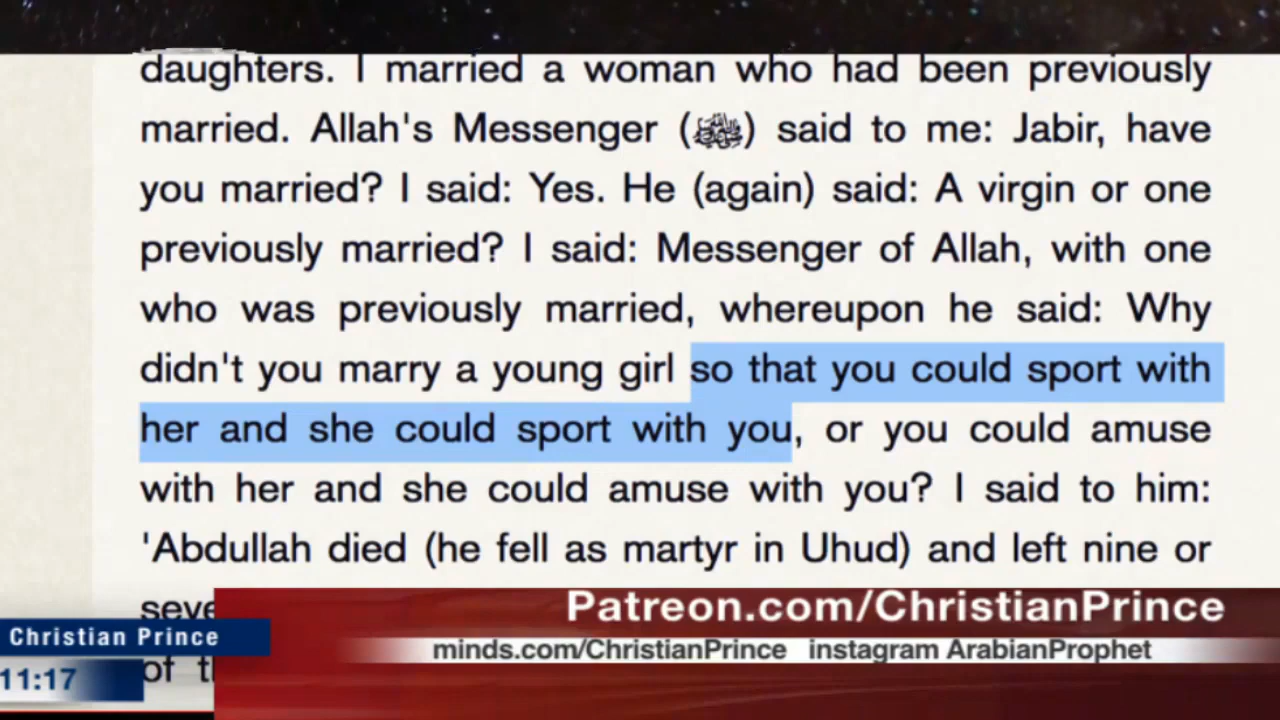 daughters. I married a woman who had been previously
married. Allah's Messenger (ﷺ) said to me: Jabir, have
you married? I said: Yes. He (again) said: A virgin or one
previously married? I said: Messenger of Allah, with one
who was previously married, whereupon he said: Why
didn't you marry a young girl so that you could sport with
her and she could sport with you, or you could amuse
with her and she could amuse with you? I said to him:
'Abdullah died (he fell as martyr in Uhud) and left nine or
Patreon.com/ChristianPrince
Christian Prince
minds.com/ChristianPrince instagram ArabianProphet
11:17
of